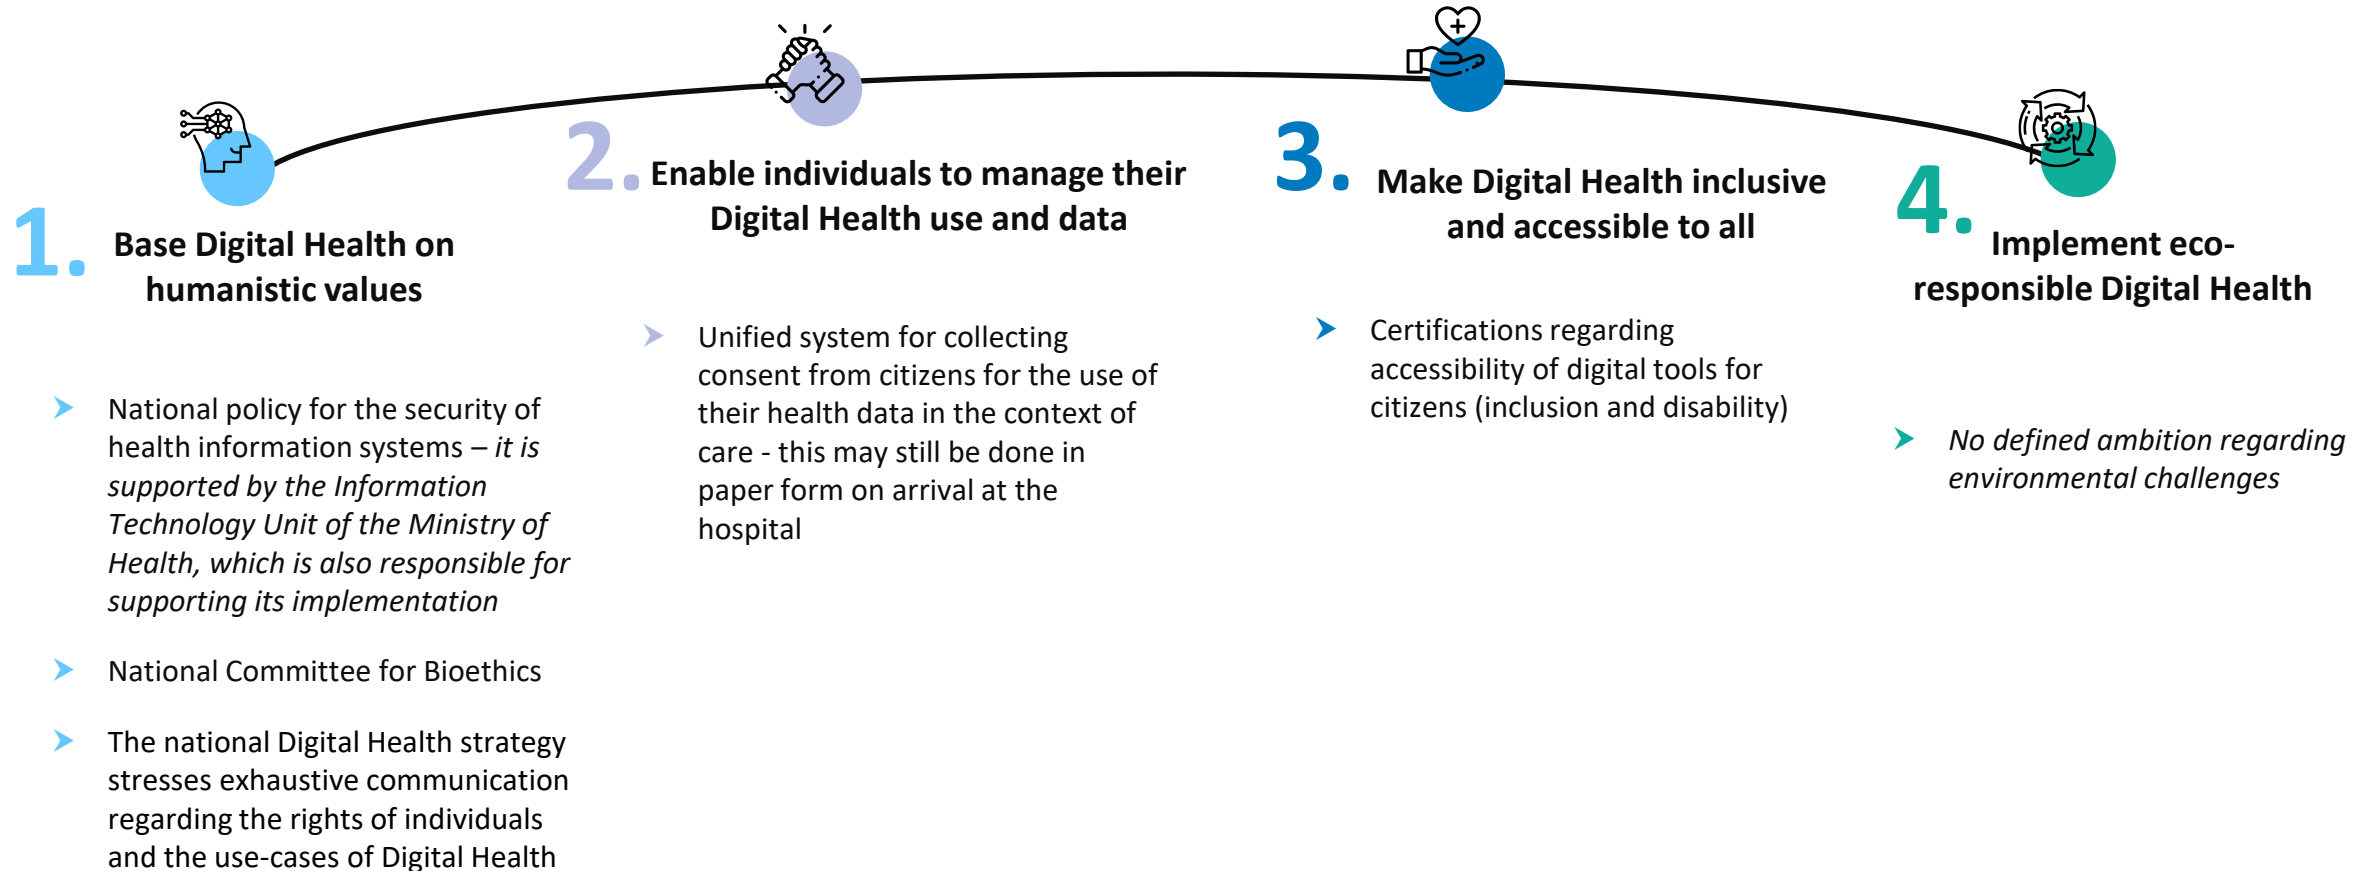 1.
Base Digital Health on
humanistic values
National policy for the security of
health information systems – it is
supported by the Information
Technology Unit of the Ministry of
Health, which is also responsible for
supporting its implementation
National Committee for Bioethics
The national Digital Health strategy
stresses exhaustive communication
regarding the rights of individuals
and the use-cases of Digital Health
2.
Enable individuals to manage their
Digital Health use and data
Unified system for collecting
consent from citizens for the use of
their health data in the context of
care - this may still be done in
paper form on arrival at the
hospital
3.
Make Digital Health inclusive
and accessible to all
Certifications regarding
accessibility of digital tools for
citizens (inclusion and disability)
4.
Implement eco-
responsible Digital Health
No defined ambition regarding
environmental challenges